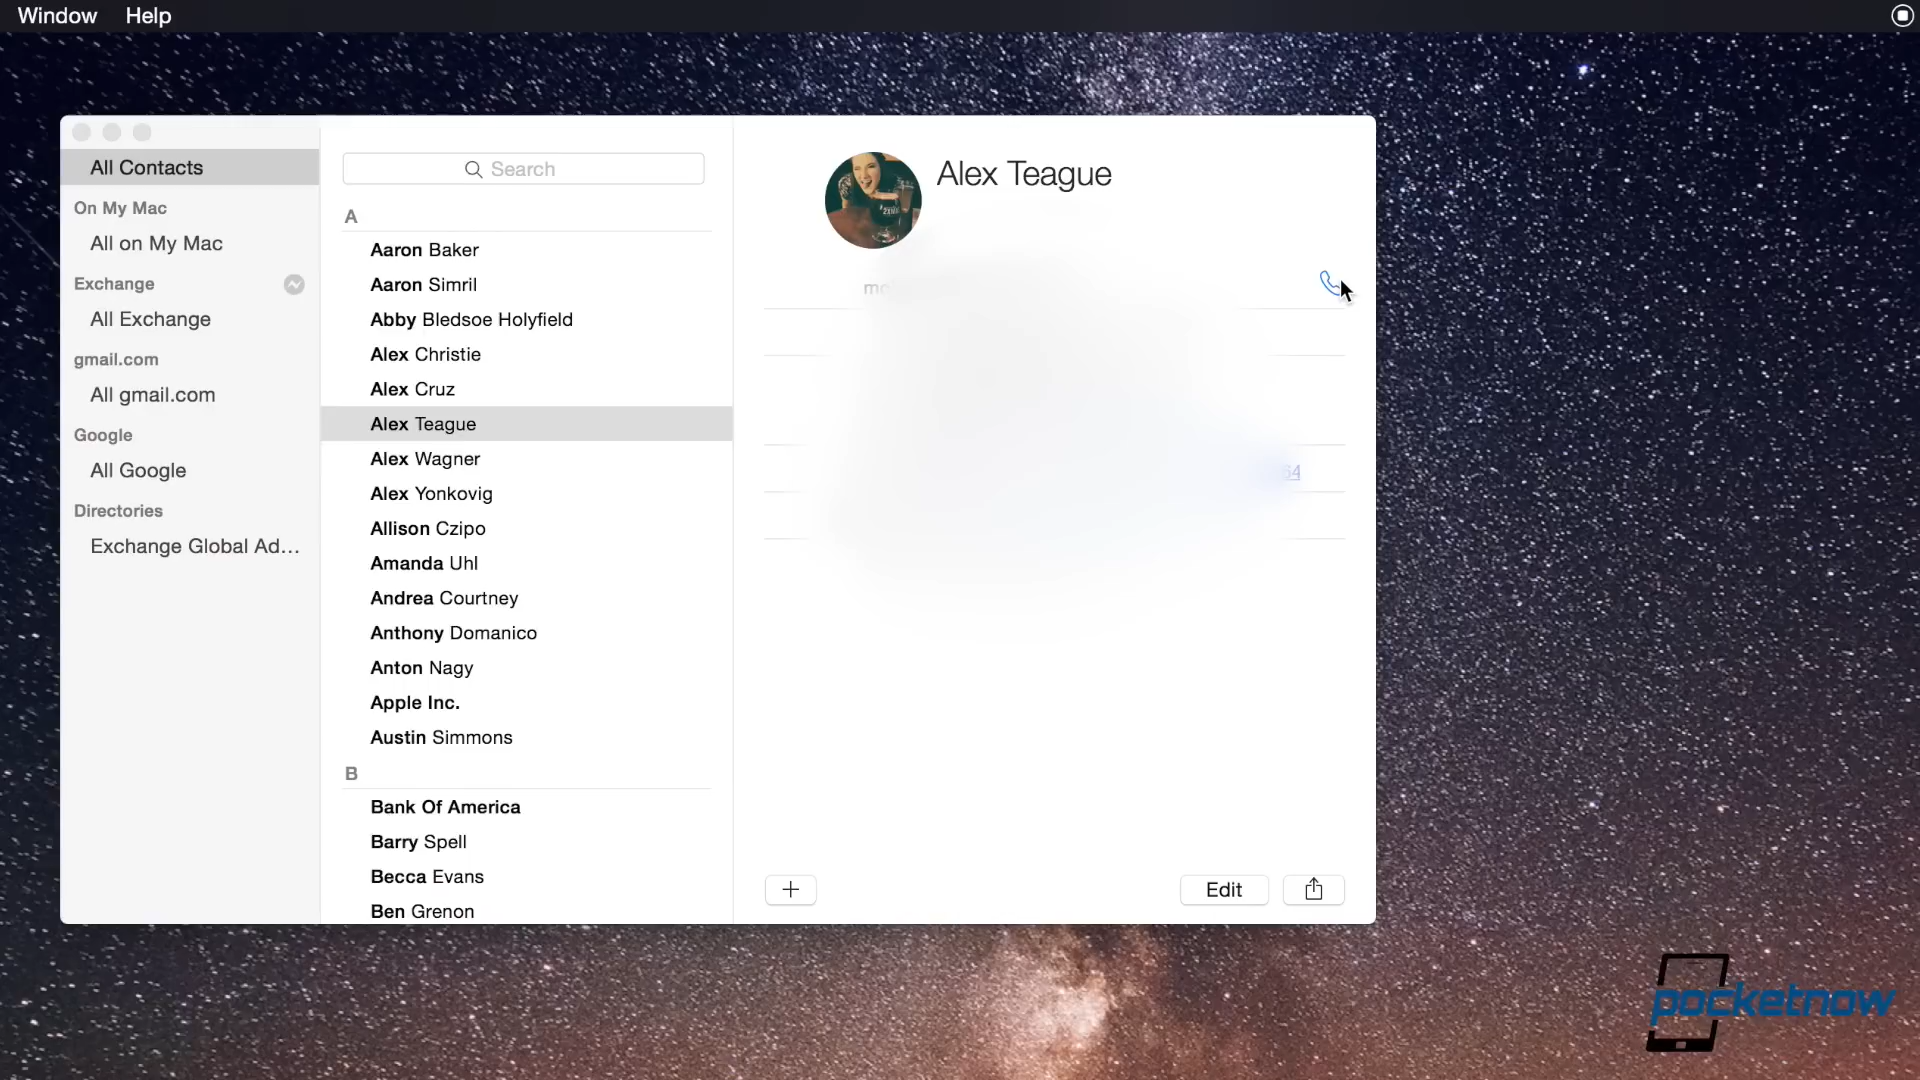 Window Help
All Contacts
On My Mac
All on My Mac
Exchange
All Exchange
gmail.com
All gmail.com
Google
All Google
Directories
Exchange Global Ad...
Search
A
Aaron Baker
Aaron Simril
Abby Bledsoe Holyfield
Alex Christie
Alex Cruz
Alex Teague
Alex Wagner
Alex Yonkovig
Allison Czipo
Amanda Uhl
Andrea Courtney
Anthony Domanico
Anton Nagy
Apple Inc.
Austin Simmons
B
Bank Of America
Barry Spell
Becca Evans
Ben Grenon
Alex Teague
64
Edit
pocketnow